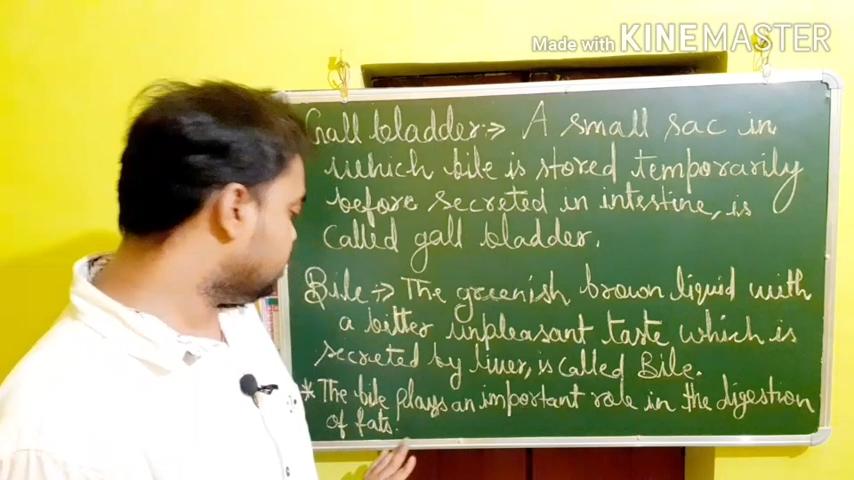 Made with KINEMASTER
Gall bladder :→ A small sac in
which bile is stored temporarily
before secreted in intestine, is
called gall bladder.
Bile :→ The greenish brown liquid with
a bitter unpleasant taste which is
secreted by liver, is called Bile.
* The bile plays an important role in the digestion
of fats.